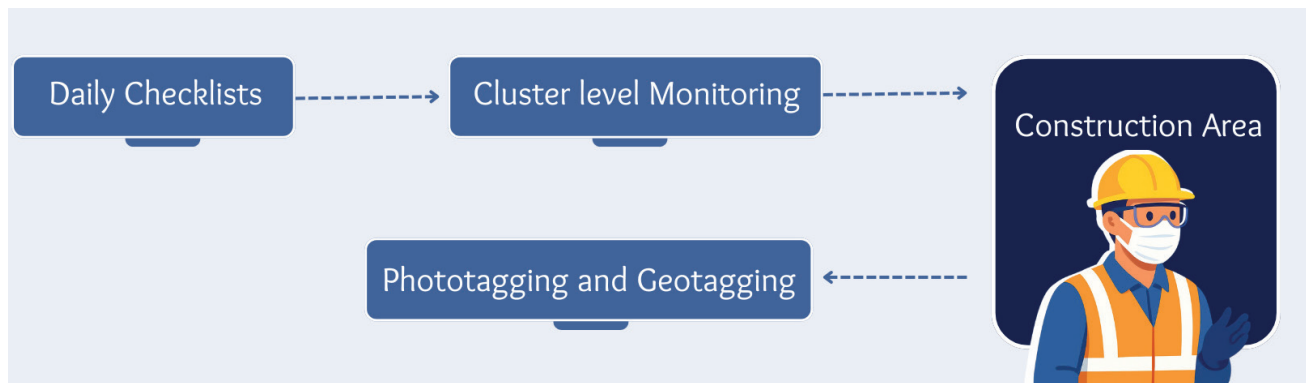 Daily Checklists
Cluster level Monitoring
Construction Area
Phototagging and Geotagging